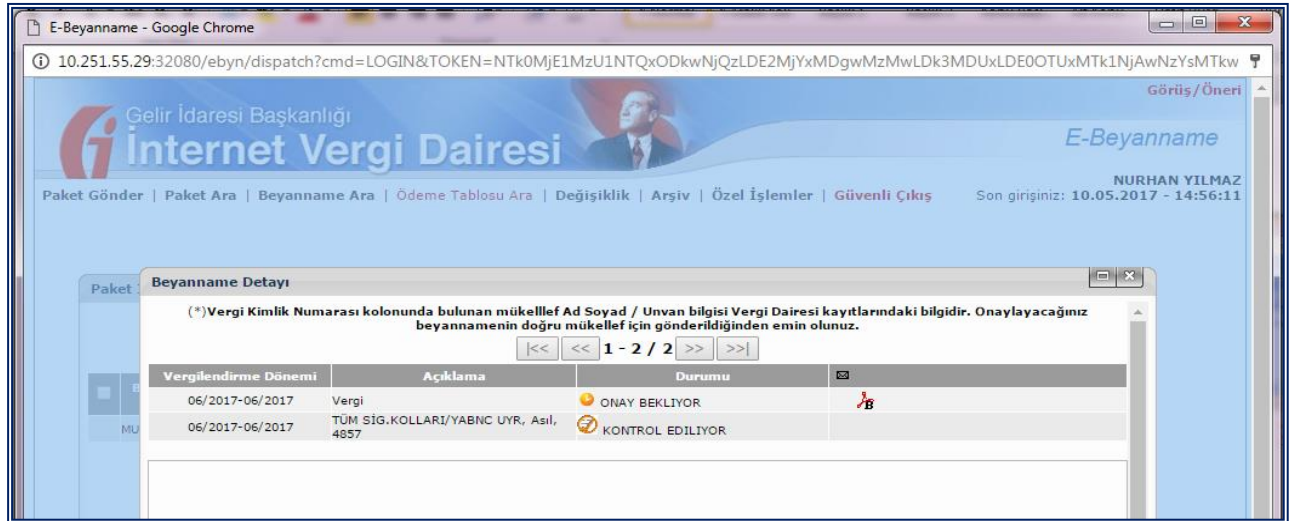 E-Beyanname - Google Chrome
10.251.55.29:32080/ebyn/dispatch?cmd=LOGIN&TOKEN=NTk0MjE1MzU1NTQxODkwNjQzLDE2MjYxMDgwMzMwLDk3MDUxLDE0OTUxMTk1NjAwNzYsMTkw
Görüş/Öneri
Gelir İdaresi Başkanlığı
İnternet Vergi Dairesi
E-Beyanname
NURHAN YILMAZ
Paket Gönder | Paket Ara | Beyanname Ara | Ödeme Tablosu Ara | Değişiklik | Arşiv | Özel İşlemler | Güvenli Çıkış Son girişiniz: 10.05.2017 - 14:56:11
Paket
Beyanname Detayı
(*)Vergi Kimlik Numarası kolonunda bulunan mükelllef Ad Soyad / Unvan bilgisi Vergi Dairesi kayıtlarındaki bilgidir. Onaylayacağınız
beyannamenin doğru mükellef için gönderildiğinden emin olunuz.
|<< << 1 - 2 / 2 >> >>|
Vergilendirme Dönemi Açıklama Durumu
06/2017-06/2017 Vergi ONAY BEKLIYOR
06/2017-06/2017 TÜM SİG.KOLLARI/YABNC UYR, Asıl, 4857 KONTROL EDILIYOR
MU